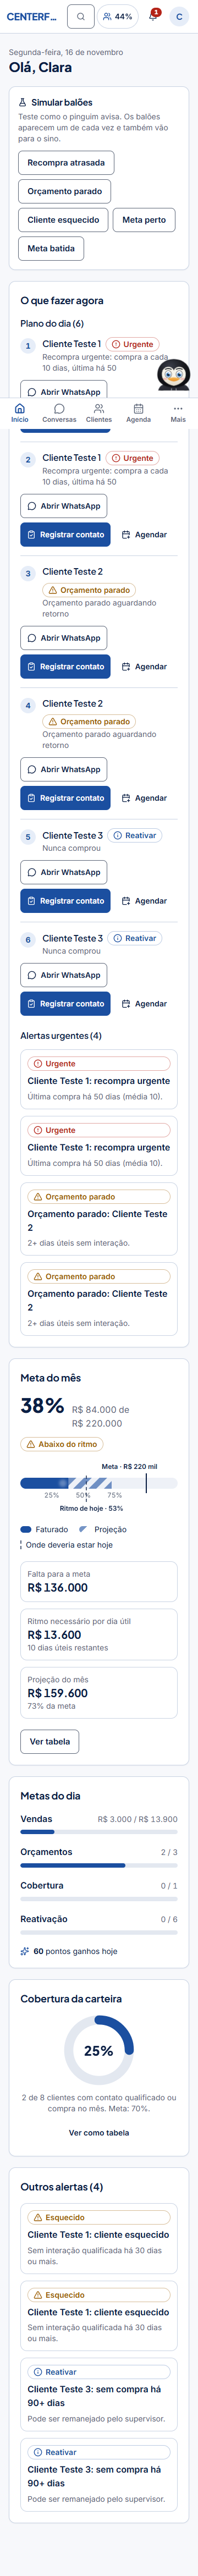 CENTERF...
44%
1
C
Segunda-feira, 16 de novembro
Olá, Clara
Simular balões
Teste como o pinguim avisa. Os balões
aparecem um de cada vez e também vão
para o sino.
Recompra atrasada
Orçamento parado
Cliente esquecido
Meta perto
Meta batida
O que fazer agora
Plano do dia (6)
1
Cliente Teste 1
Urgente
Recompra urgente: compra a cada
10 dias, última há 50
Abrir WhatsApp
Início
Conversas
Clientes
Agenda
Mais
2
Cliente Teste 1
Urgente
Recompra urgente: compra a cada
10 dias, última há 50
Abrir WhatsApp
Registrar contato
Agendar
3
Cliente Teste 2
Orçamento parado
Orçamento parado aguardando
retorno
Abrir WhatsApp
Registrar contato
Agendar
4
Cliente Teste 2
Orçamento parado
Orçamento parado aguardando
retorno
Abrir WhatsApp
Registrar contato
Agendar
5
Cliente Teste 3
Reativar
Nunca comprou
Abrir WhatsApp
Registrar contato
Agendar
6
Cliente Teste 3
Reativar
Nunca comprou
Abrir WhatsApp
Registrar contato
Agendar
Alertas urgentes (4)
Urgente
Cliente Teste 1: recompra urgente
Última compra há 50 dias (média 10).
Urgente
Cliente Teste 1: recompra urgente
Última compra há 50 dias (média 10).
Orçamento parado
Orçamento parado: Cliente Teste
2
2+ dias úteis sem interação.
Orçamento parado
Orçamento parado: Cliente Teste
2
2+ dias úteis sem interação.
Meta do mês
38%
R$ 84.000 de
R$ 220.000
Abaixo do ritmo
Meta · R$ 220 mil
25%
50%
75%
Ritmo de hoje · 53%
Faturado
Projeção
Onde deveria estar hoje
Falta para a meta
R$ 136.000
Ritmo necessário por dia útil
R$ 13.600
10 dias úteis restantes
Projeção do mês
R$ 159.600
73% da meta
Ver tabela
Metas do dia
Vendas
R$ 3.000 / R$ 13.900
Orçamentos
2 / 3
Cobertura
0 / 1
Reativação
0 / 6
60 pontos ganhos hoje
Cobertura da carteira
25%
2 de 8 clientes com contato qualificado ou
compra no mês. Meta: 70%.
Ver como tabela
Outros alertas (4)
Esquecido
Cliente Teste 1: cliente esquecido
Sem interação qualificada há 30 dias
ou mais.
Esquecido
Cliente Teste 1: cliente esquecido
Sem interação qualificada há 30 dias
ou mais.
Reativar
Cliente Teste 3: sem compra há
90+ dias
Pode ser remanejado pelo supervisor.
Reativar
Cliente Teste 3: sem compra há
90+ dias
Pode ser remanejado pelo supervisor.